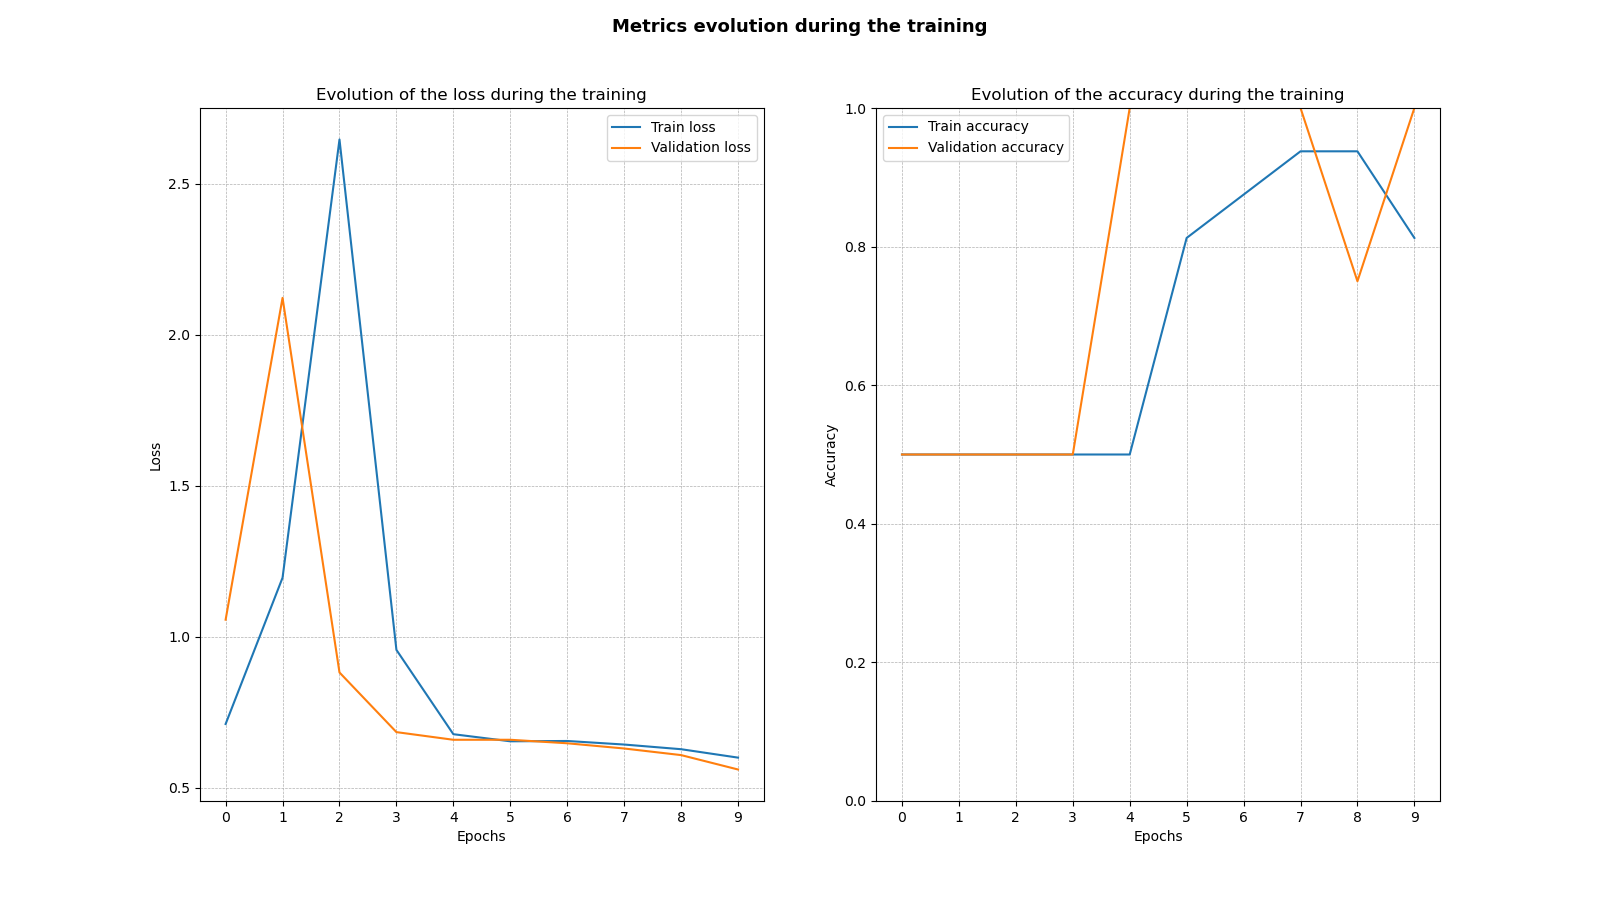 Metrics evolution during the training
Evolution of the loss during the training
Train loss
Validation loss
2.5
2.0
1.5
1.0
0.5
Loss
0 1 2 3 4 5 6 7 8 9
Epochs
Evolution of the accuracy during the training
Train accuracy
Validation accuracy
1.0
0.8
0.6
0.4
0.2
0.0
Accuracy
0 1 2 3 4 5 6 7 8 9
Epochs